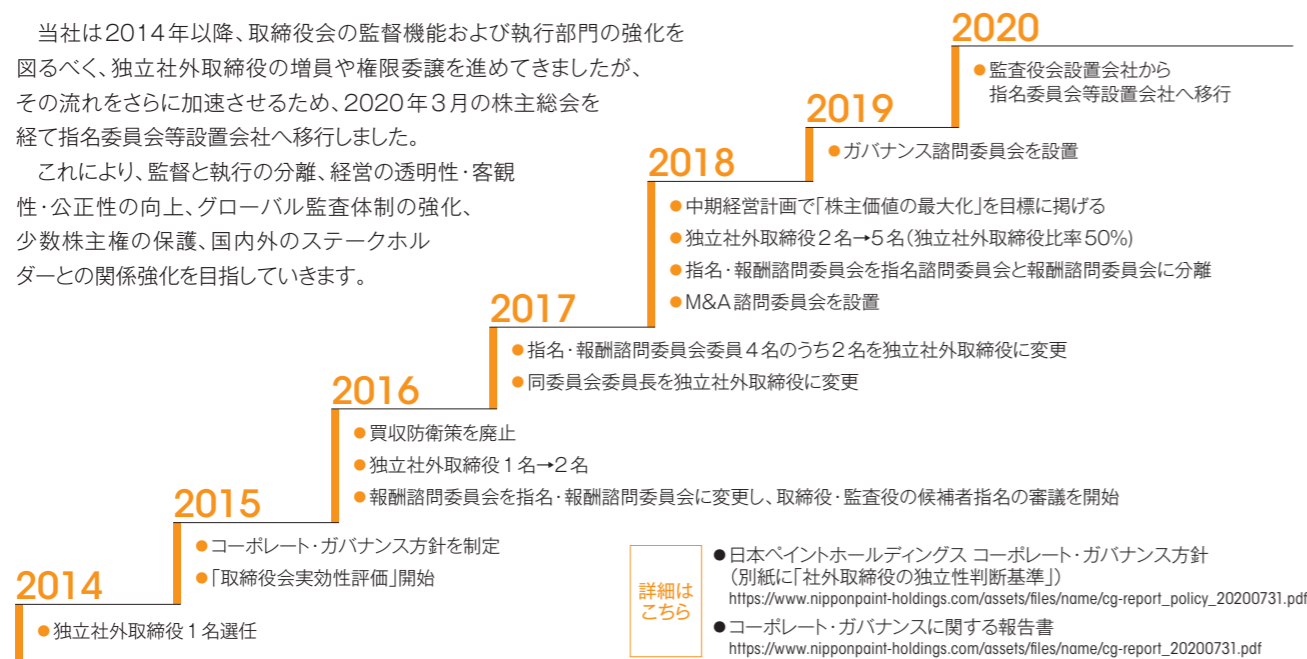 当社は2014年以降、取締役会の監督機能および執行部門の強化を
図るべく、独立社外取締役の増員や権限委譲を進めてきましたが、
その流れをさらに加速させるため、2020年3月の株主総会を
経て指名委員会等設置会社へ移行しました。
これにより、監督と執行の分離、経営の透明性・客観
性・公正性の向上、グローバル監査体制の強化、
少数株主権の保護、国内外のステークホル
ダーとの関係強化を目指していきます。
2020
●監査役会設置会社から
指名委員会等設置会社へ移行
2019
●ガバナンス諮問委員会を設置
2018
●中期経営計画で「株主価値の最大化」を目標に掲げる
●独立社外取締役2名→5名(独立社外取締役比率50%)
●指名・報酬諮問委員会を指名諮問委員会と報酬諮問委員会に分離
●M&A諮問委員会を設置
2017
●指名・報酬諮問委員会委員4名のうち2名を独立社外取締役に変更
●同委員会委員長を独立社外取締役に変更
2016
●買収防衛策を廃止
●独立社外取締役1名→2名
●報酬諮問委員会を指名・報酬諮問委員会に変更し、取締役・監査役の候補者指名の審議を開始
2015
●コーポレート・ガバナンス方針を制定
●「取締役会実効性評価」開始
2014
●独立社外取締役1名選任
詳細は
こちら
●日本ペイントホールディングス コーポレート・ガバナンス方針
(別紙に「社外取締役の独立性判断基準」)
https://www.nipponpaint-holdings.com/assets/files/name/cg-report_policy_20200731.pdf
●コーポレート・ガバナンスに関する報告書
https://www.nipponpaint-holdings.com/assets/files/name/cg-report_20200731.pdf